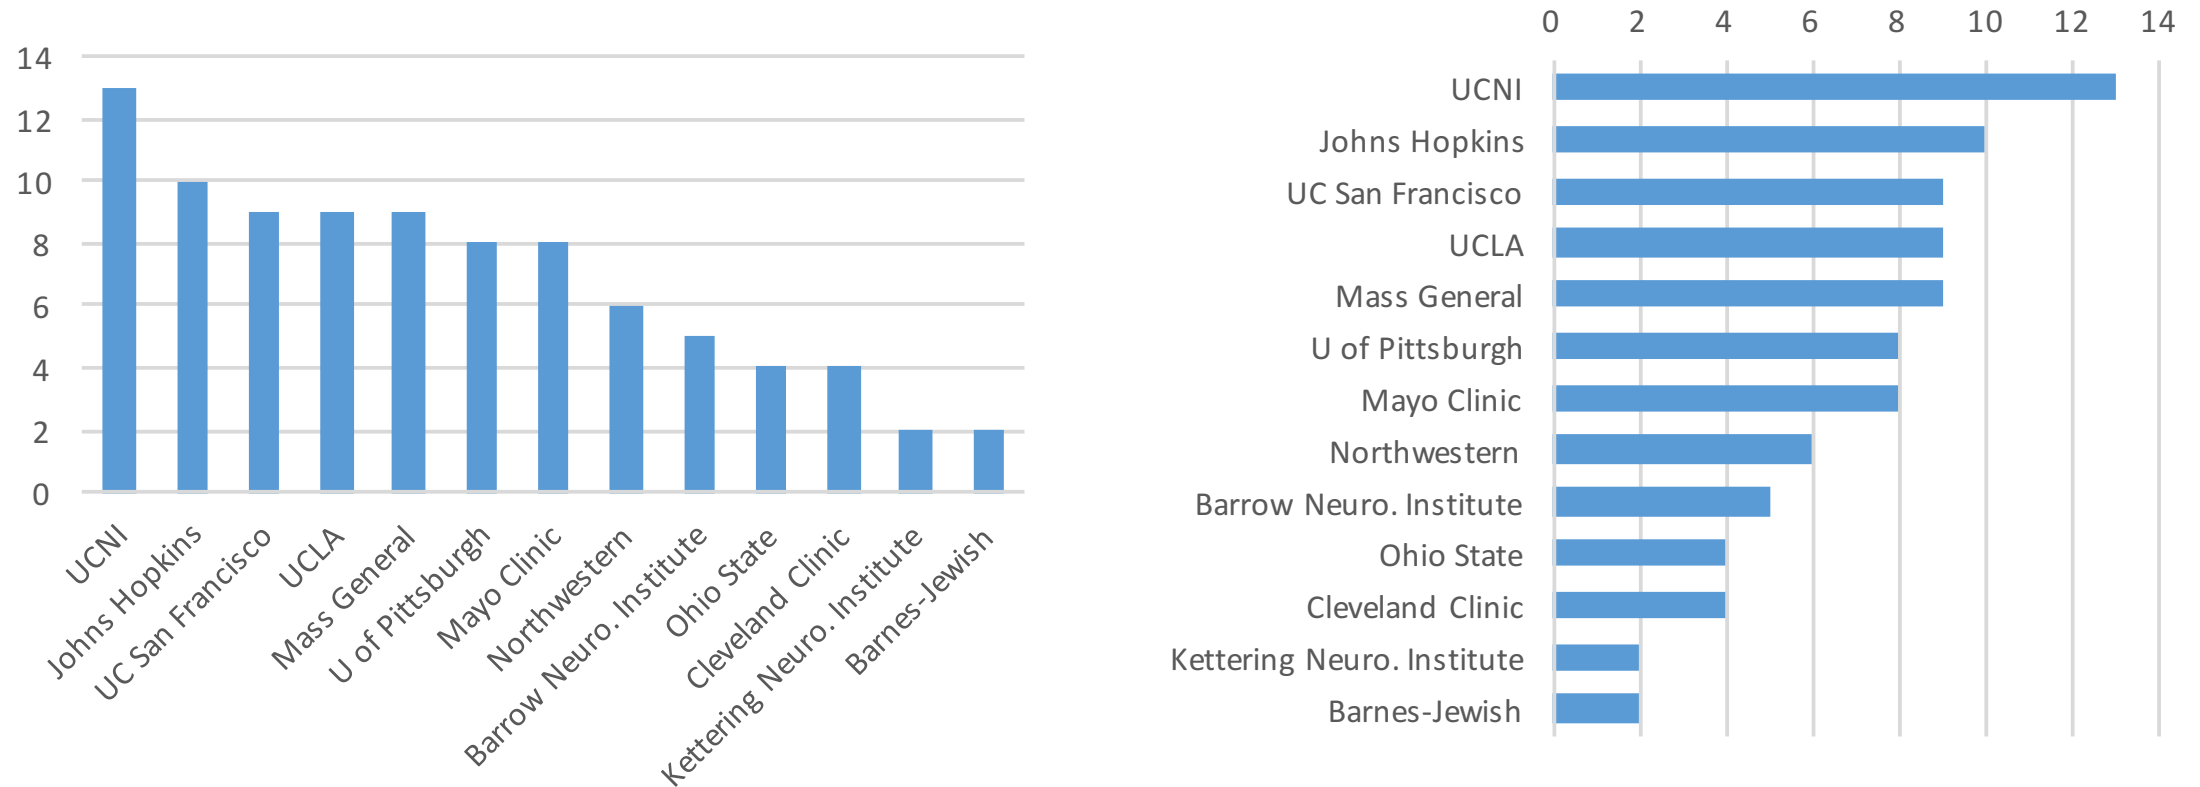 14
12
10
8
6
4
2
0
UCNI
Johns Hopkins
UC San Francisco
UCLA
Mass General
U of Pittsburgh
Mayo Clinic
Northwestern
Barrow Neuro. Institute
Ohio State
Cleveland Clinic
Kettering Neuro. Institute
Barnes-Jewish
0 2 4 6 8 10 12 14
UCNI
Johns Hopkins
UC San Francisco
UCLA
Mass General
U of Pittsburgh
Mayo Clinic
Northwestern
Barrow Neuro. Institute
Ohio State
Cleveland Clinic
Kettering Neuro. Institute
Barnes-Jewish